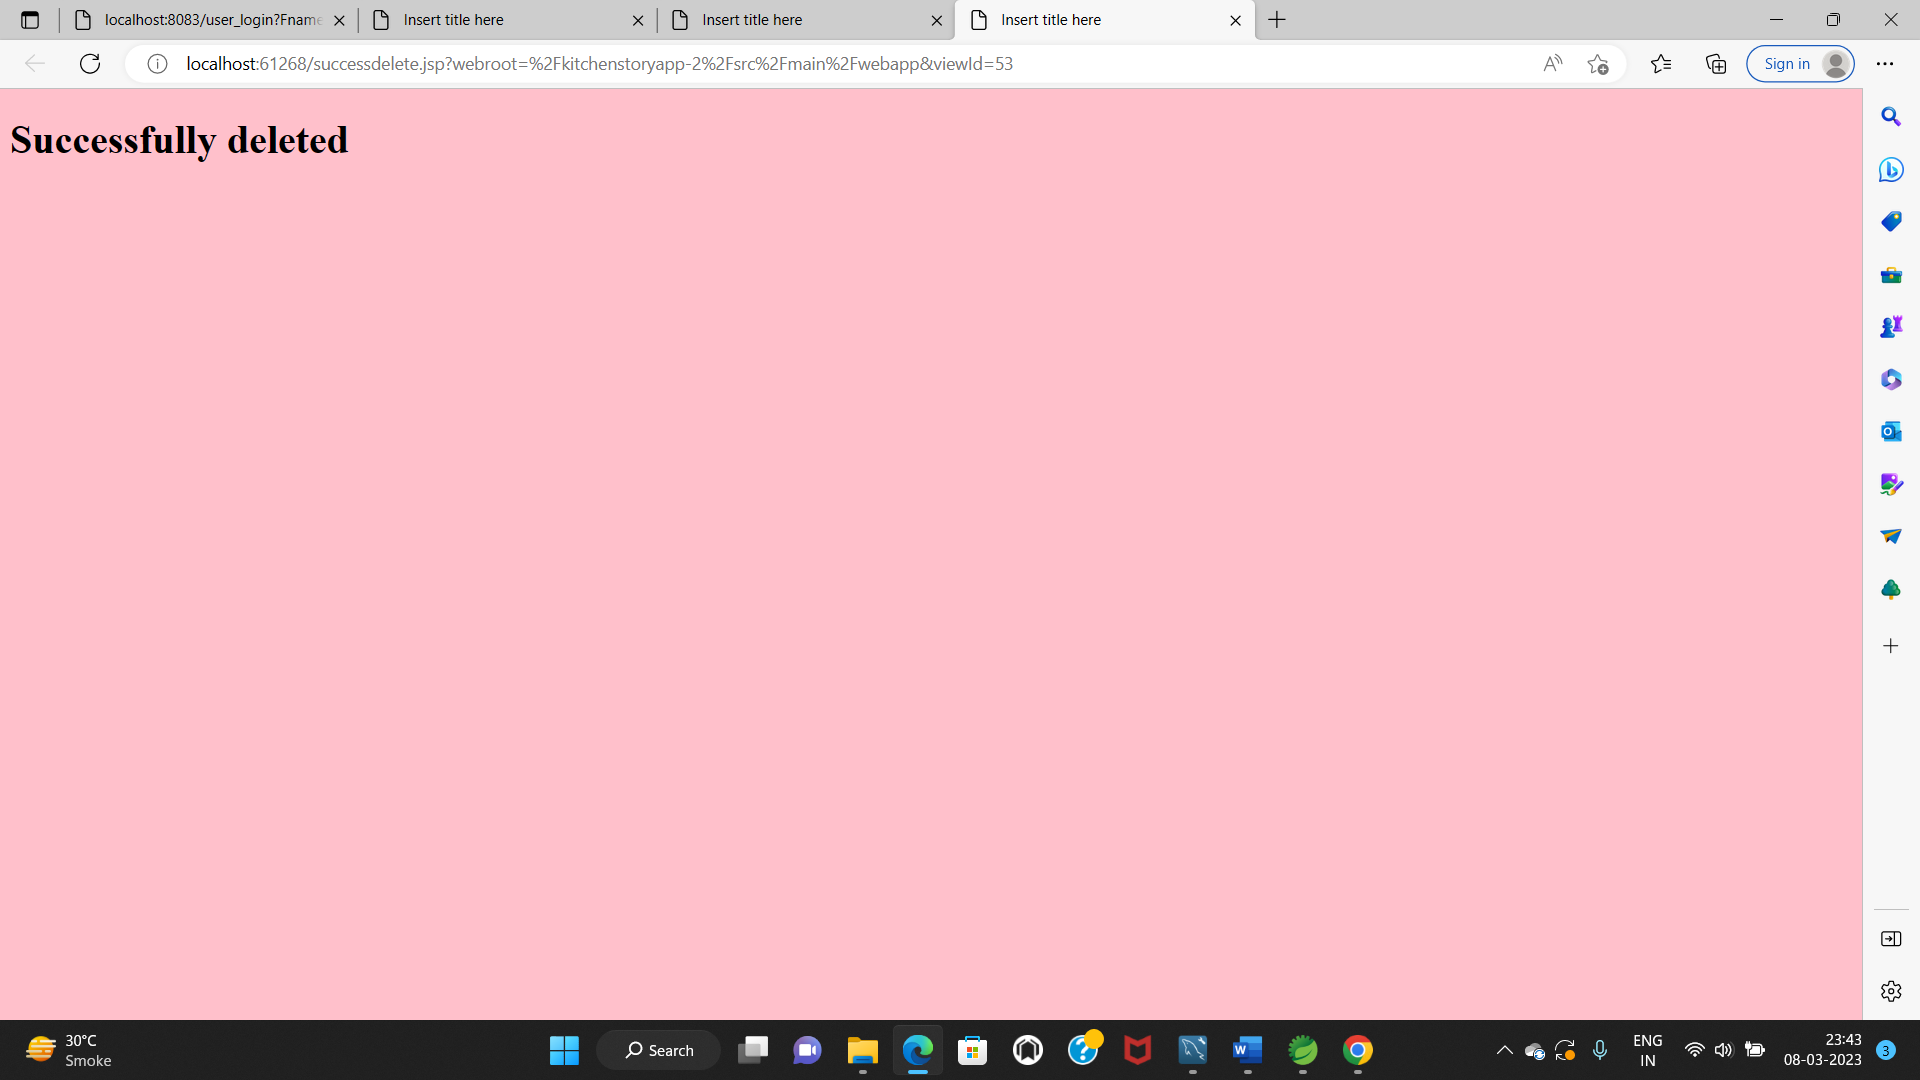 localhost:8083/user_login?Fname
Insert title here
Insert title here
Insert title here
localhost:61268/successdelete.jsp?webroot=%2Fkitchenstoryapp-2%2Fsrc%2Fmain%2Fwebapp&viewId=53
Sign in
Successfully deleted
30°C
Smoke
Search
ENG
IN
23:43
08-03-2023
3